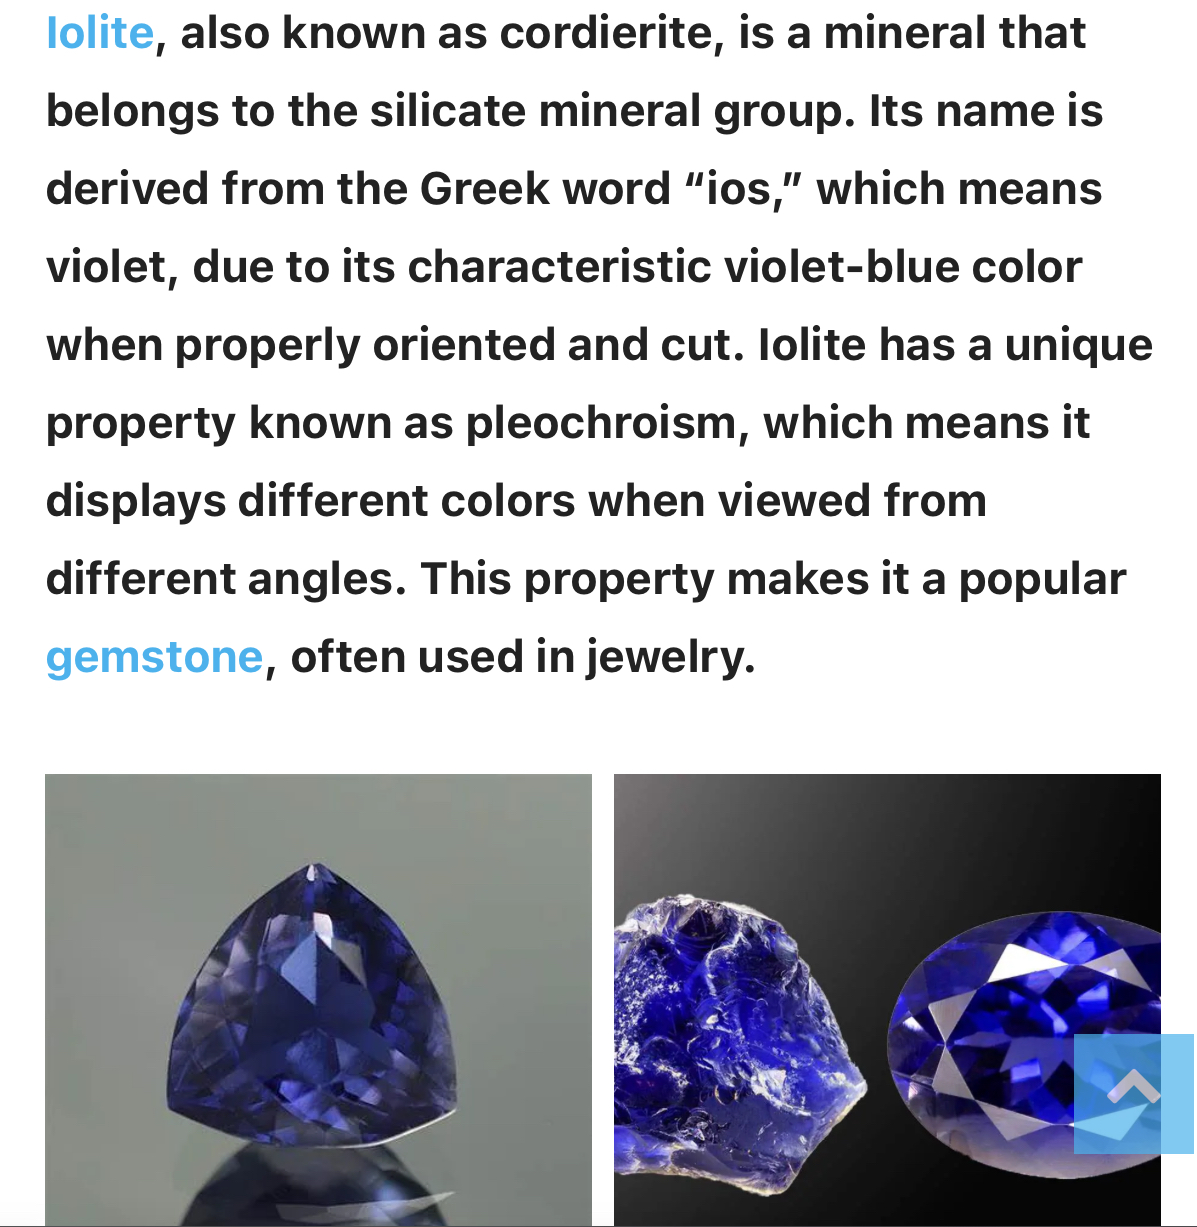 Iolite, also known as cordierite, is a mineral that
belongs to the silicate mineral group. Its name is
derived from the Greek word “ios,” which means
violet, due to its characteristic violet-blue color
when properly oriented and cut. Iolite has a unique
property known as pleochroism, which means it
displays different colors when viewed from
different angles. This property makes it a popular
gemstone, often used in jewelry.